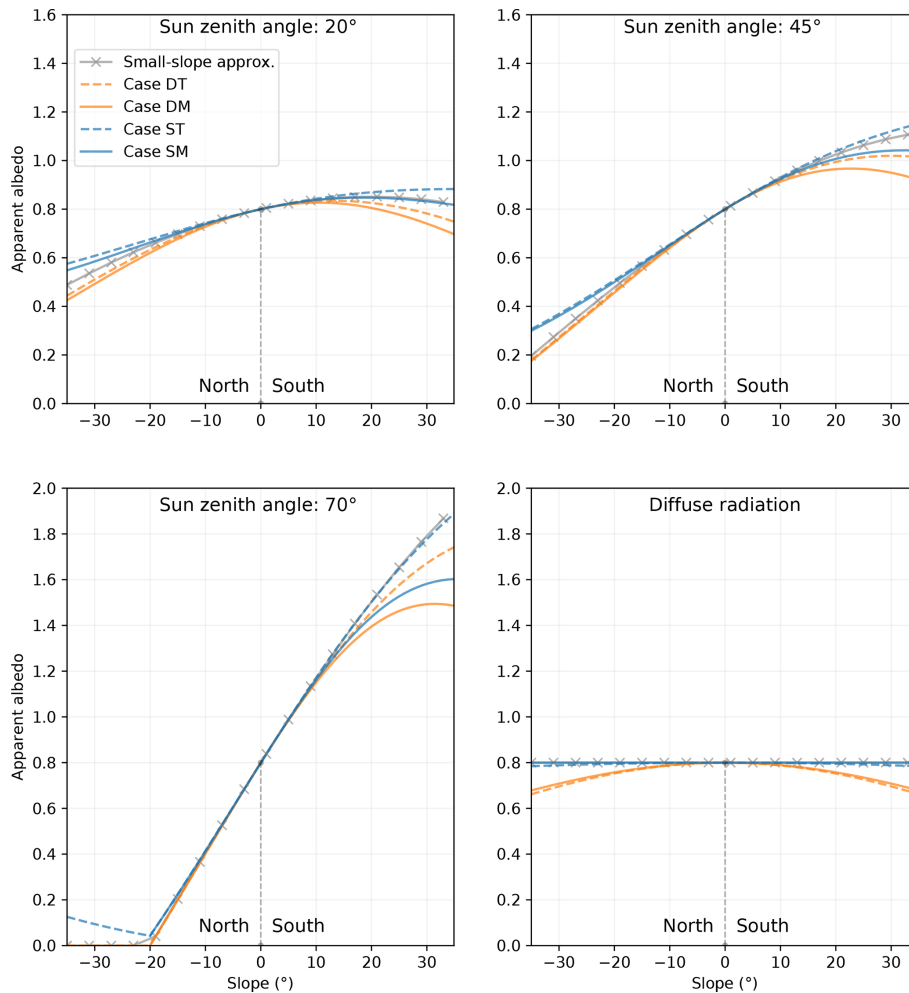 Sun zenith angle: 20°
Apparent albedo
1.6
1.4
1.2
1.0
0.8
0.6
0.4
0.2
0.0
Small-slope approx.
Case DT
Case DM
Case ST
Case SM
North South
−30 −20 −10 0 10 20 30
Sun zenith angle: 45°
1.6
1.4
1.2
1.0
0.8
0.6
0.4
0.2
0.0
North South
−30 −20 −10 0 10 20 30
Sun zenith angle: 70°
Apparent albedo
2.0
1.8
1.6
1.4
1.2
1.0
0.8
0.6
0.4
0.2
0.0
North South
−30 −20 −10 0 10 20 30
Slope (°)
Diffuse radiation
2.0
1.8
1.6
1.4
1.2
1.0
0.8
0.6
0.4
0.2
0.0
North South
−30 −20 −10 0 10 20 30
Slope (°)